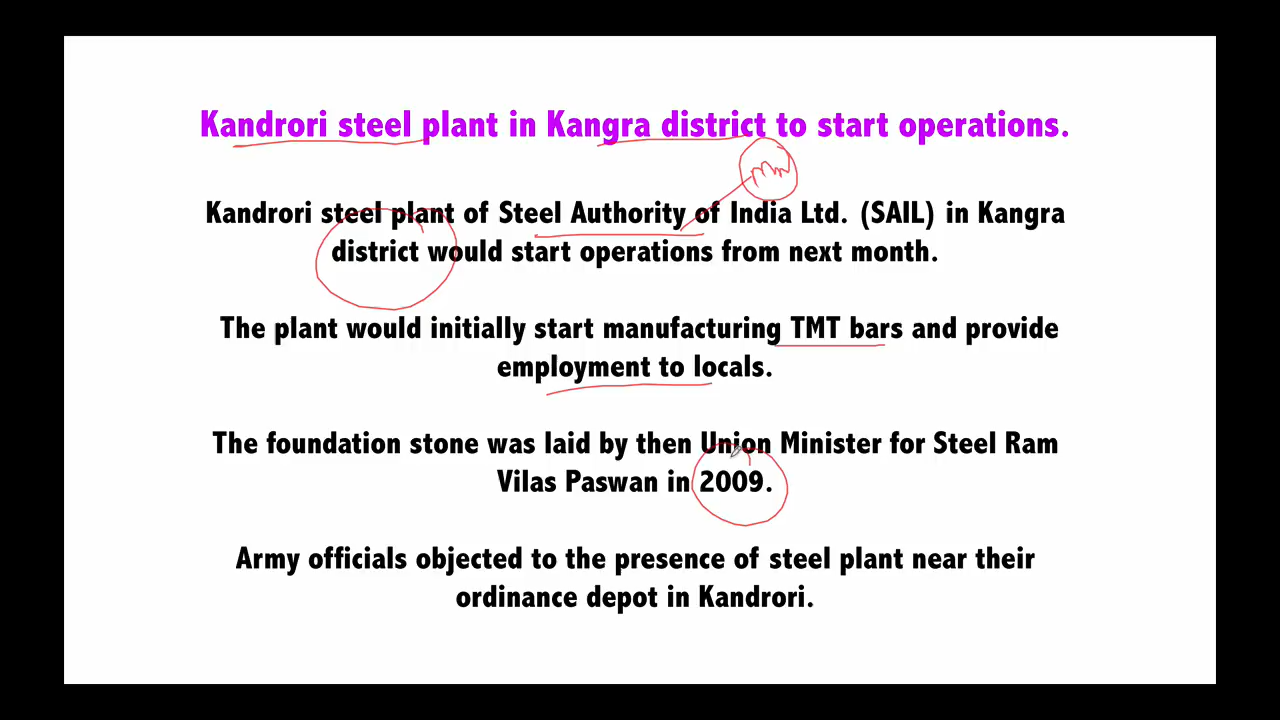 Kandrori steel plant in Kangra district to start operations.
Kandrori steel plant of Steel Authority of India Ltd. (SAIL) in Kangra
district would start operations from next month.
The plant would initially start manufacturing TMT bars and provide
employment to locals.
The foundation stone was laid by then Union Minister for Steel Ram
Vilas Paswan in 2009.
Army officials objected to the presence of steel plant near their
ordinance depot in Kandrori.